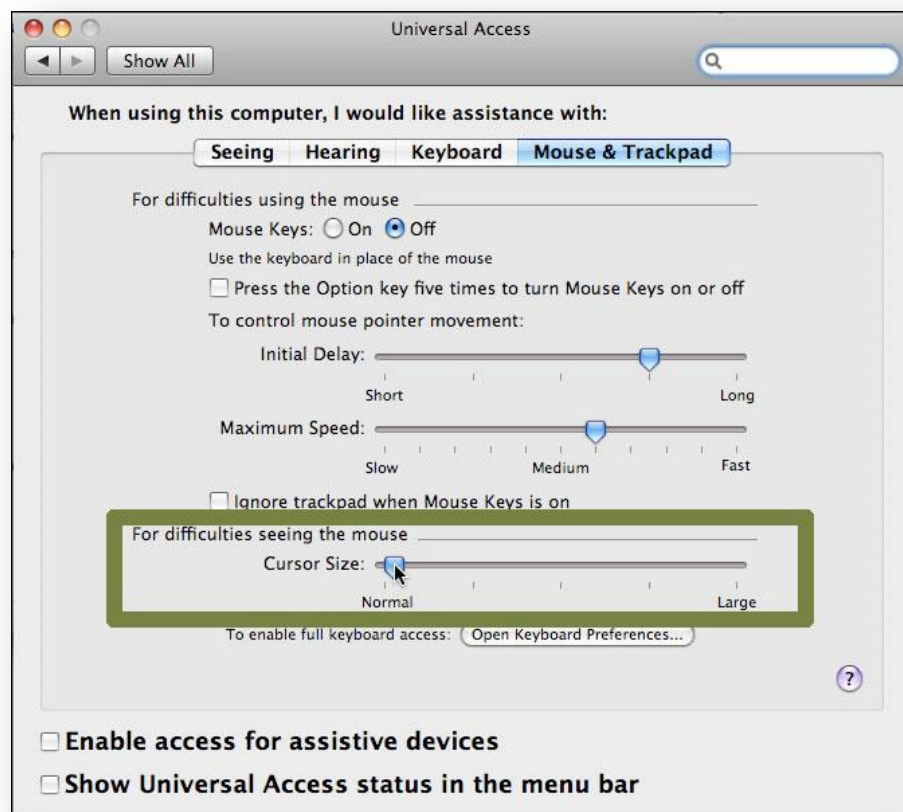 Universal Access
Show All
When using this computer, I would like assistance with:
Seeing Hearing Keyboard Mouse & Trackpad
For difficulties using the mouse
Mouse Keys: On Off
Use the keyboard in place of the mouse
Press the Option key five times to turn Mouse Keys on or off
To control mouse pointer movement:
Initial Delay:
Short Long
Maximum Speed:
Slow Medium Fast
Ignore trackpad when Mouse Keys is on
For difficulties seeing the mouse
Cursor Size:
Normal Large
To enable full keyboard access: Open Keyboard Preferences...
?
Enable access for assistive devices
Show Universal Access status in the menu bar